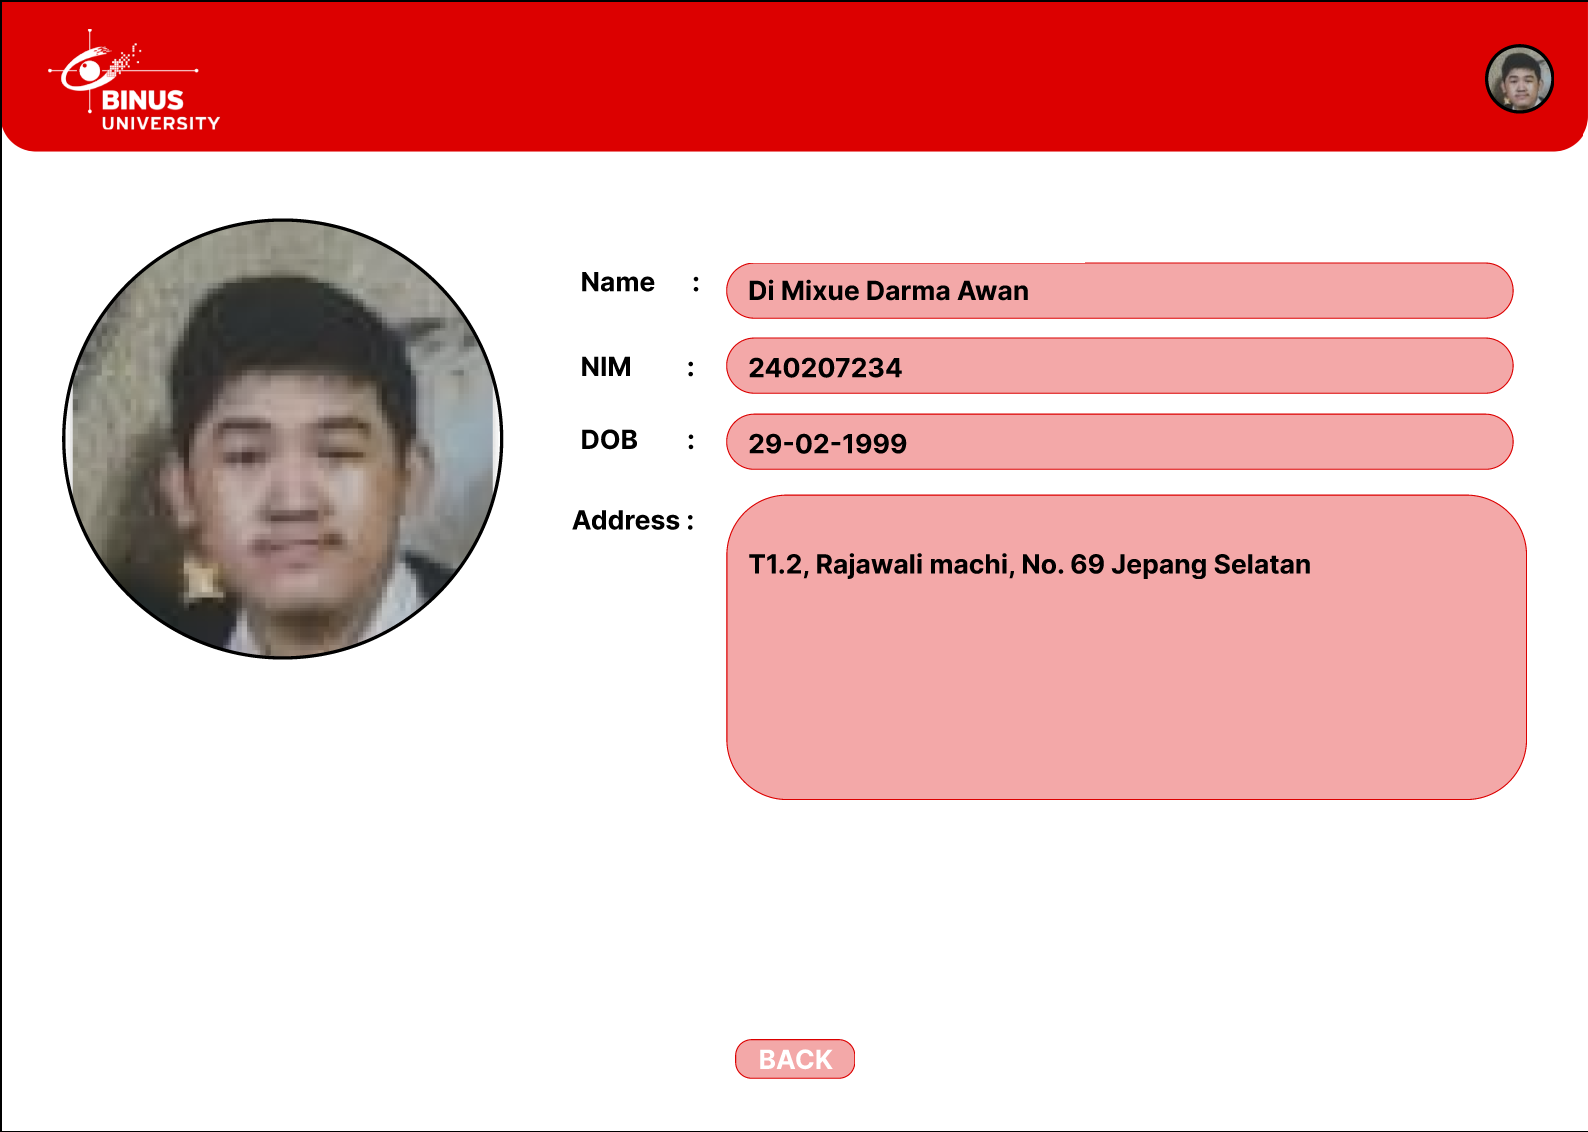 BINUS
UNIVERSITY
Name : Di Mixue Darma Awan
NIM : 240207234
DOB : 29-02-1999
Address : T1.2, Rajawali machi, No. 69 Jepang Selatan
BACK